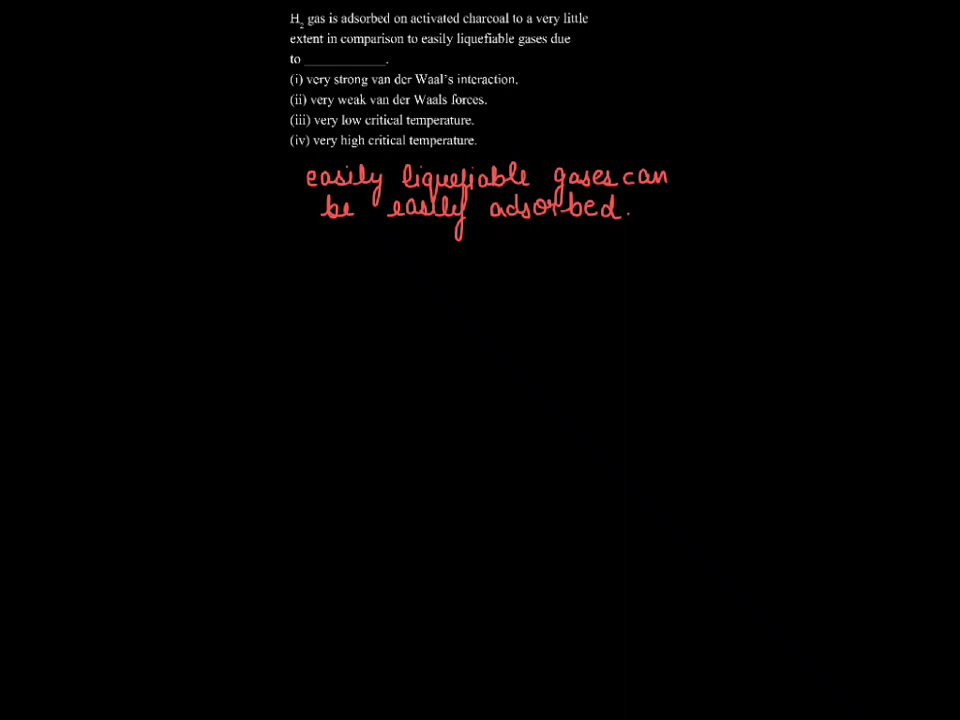 H₂ gas is adsorbed on activated charcoal to a very little
extent in comparison to easily liquefiable gases due
to ______________.
(i) very strong van der Waal's interaction.
(ii) very weak van der Waals forces.
(iii) very low critical temperature.
(iv) very high critical temperature.
easily liquefiable gases can
be easily adsorbed.